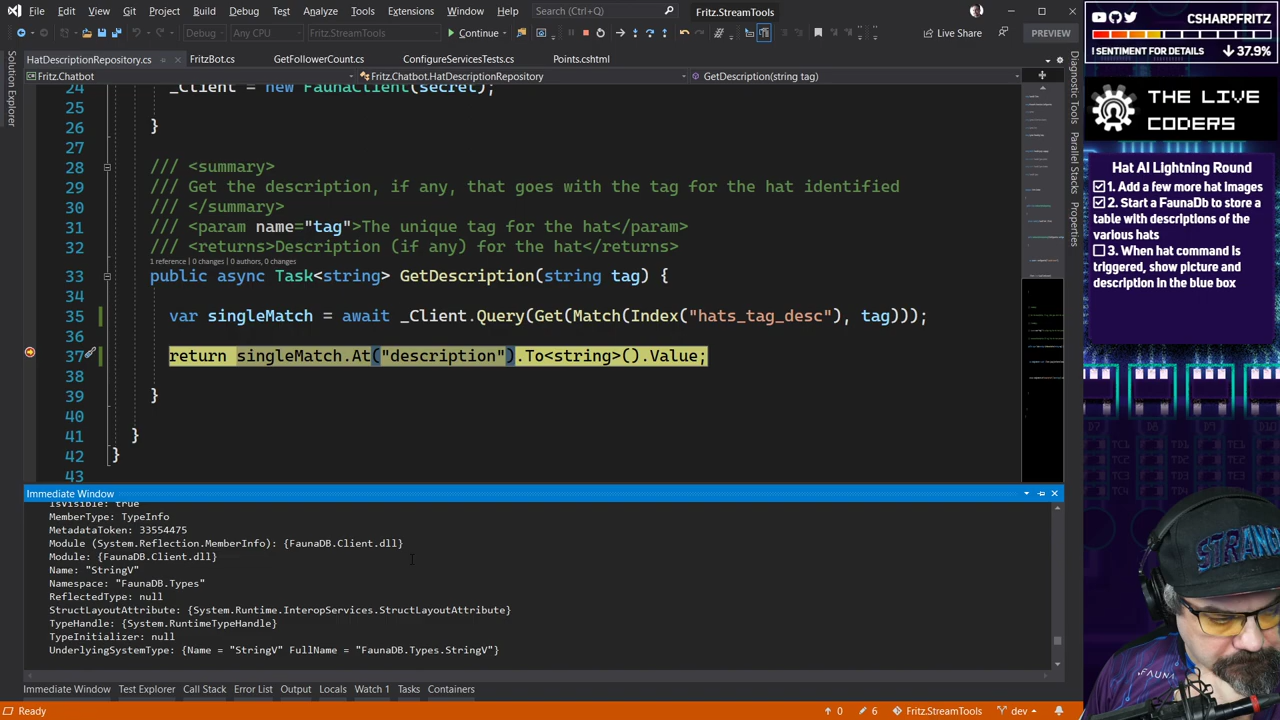 File Edit View Git Project Build Debug Test Analyze Tools Extensions Window Help Search (Ctrl+Q) Fritz.StreamTools
Debug Any CPU Fritz.StreamTools Continue Live Share PREVIEW
HatDescriptionRepository.cs FritzBot.cs GetFollowerCount.cs ConfigureServicesTests.cs Points.cshtml
Fritz.Chatbot Fritz.Chatbot.HatDescriptionRepository GetDescription(string tag)
Solution Explorer
Diagnostic Tools
Parallel Stacks
Properties
24 _Client = new FaunaClient(secret);
25
26 }
27
28 /// <summary>
29 /// Get the description, if any, that goes with the tag for the hat identified
30 /// </summary>
31 /// <param name="tag">The unique tag for the hat</param>
32 /// <returns>Description (if any) for the hat</returns>
1 reference | 0 changes | 0 authors, 0 changes
33 public async Task<string> GetDescription(string tag) {
34
35 var singleMatch = await _Client.Query(Get(Match(Index("hats_tag_desc"), tag)));
36
37 return singleMatch.At("description").To<string>().Value;
38
39 }
40
41 }
42 }
43
Immediate Window
IsVisible: true
MemberType: TypeInfo
MetadataToken: 33554475
Module (System.Reflection.MemberInfo): {FaunaDB.Client.dll}
Module: {FaunaDB.Client.dll}
Name: "StringV"
Namespace: "FaunaDB.Types"
ReflectedType: null
StructLayoutAttribute: {System.Runtime.InteropServices.StructLayoutAttribute}
TypeHandle: {System.RuntimeTypeHandle}
TypeInitializer: null
UnderlyingSystemType: {Name = "StringV" FullName = "FaunaDB.Types.StringV"}
Immediate Window Test Explorer Call Stack Error List Output Locals Watch 1 Tasks Containers
Ready 0 6 Fritz.StreamTools dev
CSHARPFRITZ
! SENTIMENT FOR DETAILS 37.9%
THE LIVE
CODERS
Hat AI Lightning Round
1. Add a few more hat images
2. Start a FaunaDb to store a
table with descriptions of the
various hats
3. When hat command is
triggered, show picture and
description in the blue box
D7 D8 D9 D10
STRANG
FAUNA